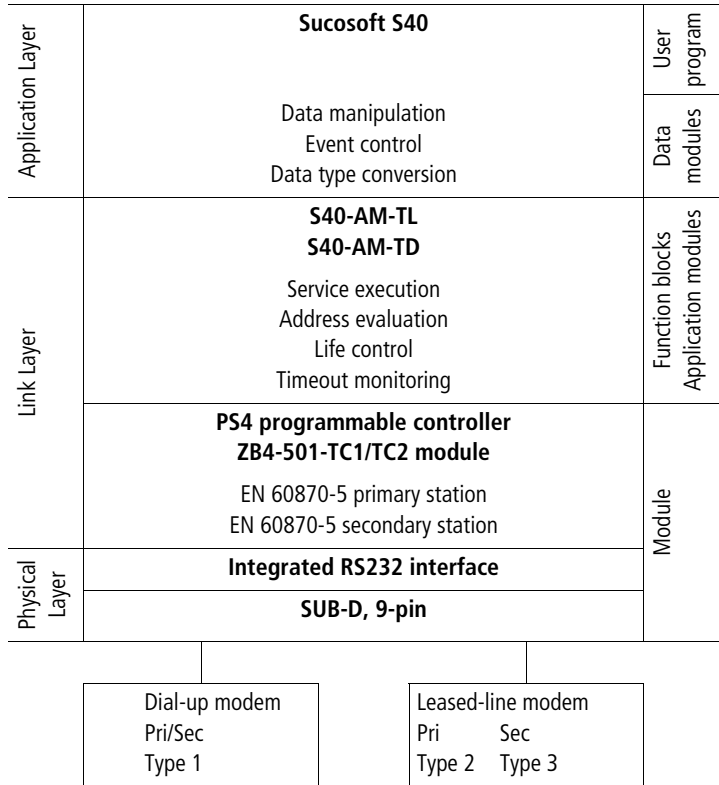 Application Layer
Sucosoft S40
Data manipulation
Event control
Data type conversion
User
program
Data
modules
Link Layer
S40-AM-TL
S40-AM-TD
Service execution
Address evaluation
Life control
Timeout monitoring
Function blocks
Application modules
PS4 programmable controller
ZB4-501-TC1/TC2 module
EN 60870-5 primary station
EN 60870-5 secondary station
Module
Physical
Layer
Integrated RS232 interface
SUB-D, 9-pin
Dial-up modem
Pri/Sec
Type 1
Leased-line modem
Pri Sec
Type 2 Type 3